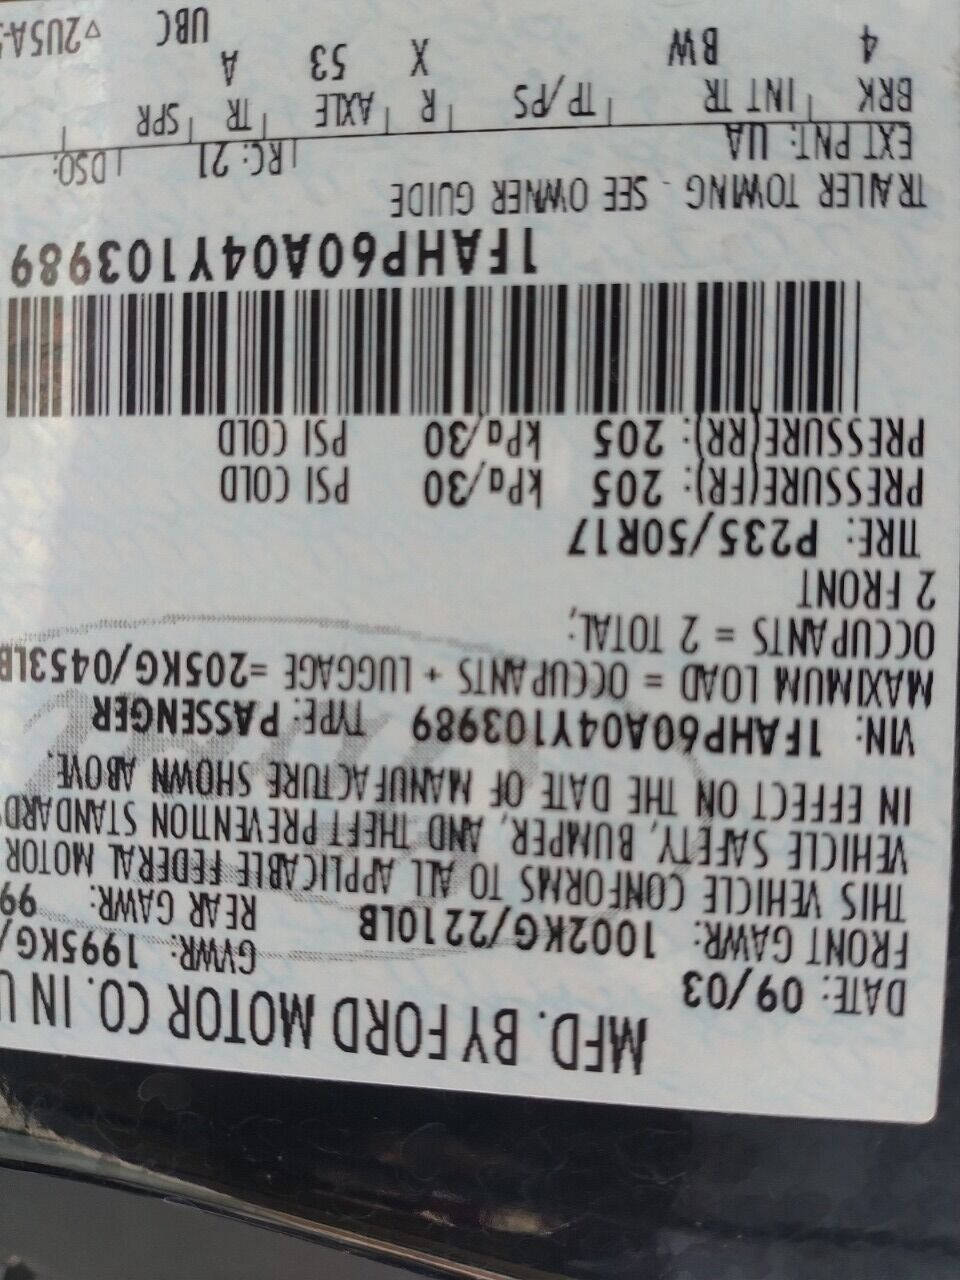 MFD. BY FORD MOTOR CO. IN U
DATE: 09/03 GVWR: 1995KG/
FRONT GAWR: 1002KG/2210LB REAR GAWR: 99
THIS VEHICLE CONFORMS TO ALL APPLICABLE FEDERAL MOTOR
VEHICLE SAFETY, BUMPER, AND THEFT PREVENTION STANDARD
IN EFFECT ON THE DATE OF MANUFACTURE SHOWN ABOVE.
VIN: 1FAHP60A04Y103989 TYPE: PASSENGER
MAXIMUM LOAD = OCCUPANTS + LUGGAGE =205KG/0453LB
OCCUPANTS = 2 TOTAL;
2 FRONT
TIRE: P235/50R17
PRESSURE(FR): 205 kPa/30 PSI COLD
PRESSURE(RR): 205 kPa/30 PSI COLD
1FAHP60A04Y103989
TRAILER TOWING - SEE OWNER GUIDE
EXT PNT: UA RC: 21 DSO:
BRK INT TR TP/PS R AXLE TR SPR
4 BW X 53 A UBC
▽2U5A-